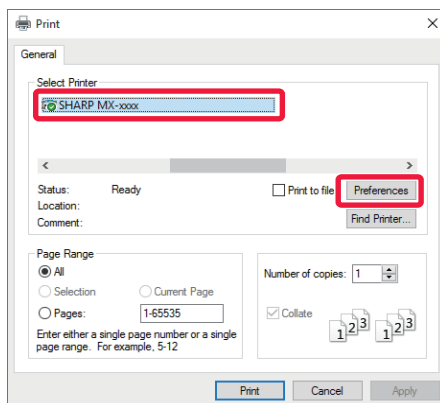 Print
General
Select Printer
SHARP MX-xxxx
Status: Ready Print to file Preferences
Location:
Comment: Find Printer...
Page Range
All Number of copies: 1
Selection Current Page
Pages: 1-65535 Collate
Enter either a single page number or a single
page range. For example, 5-12
1 2 3 1 2 3
Print Cancel Apply